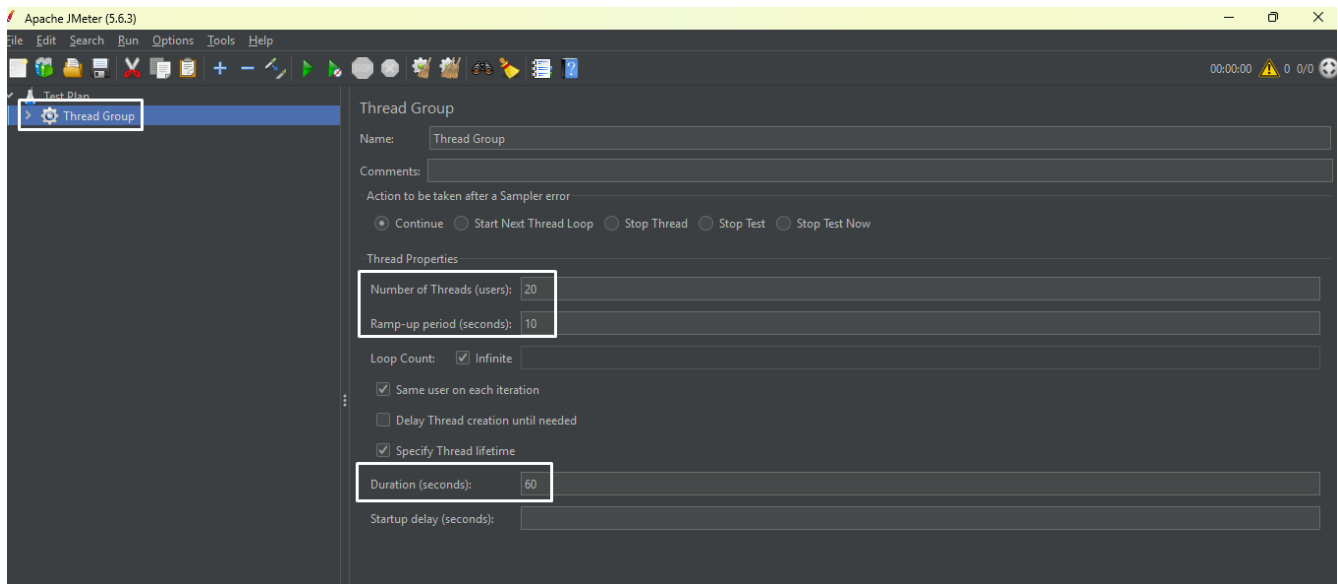 Apache JMeter (5.6.3)
File Edit Search Run Options Tools Help
00:00:00 0 0/0
Test Plan
Thread Group
Thread Group
Name: Thread Group
Comments:
Action to be taken after a Sampler error
Continue Start Next Thread Loop Stop Thread Stop Test Stop Test Now
Thread Properties
Number of Threads (users): 20
Ramp-up period (seconds): 10
Loop Count: Infinite
Same user on each iteration
Delay Thread creation until needed
Specify Thread lifetime
Duration (seconds): 60
Startup delay (seconds):